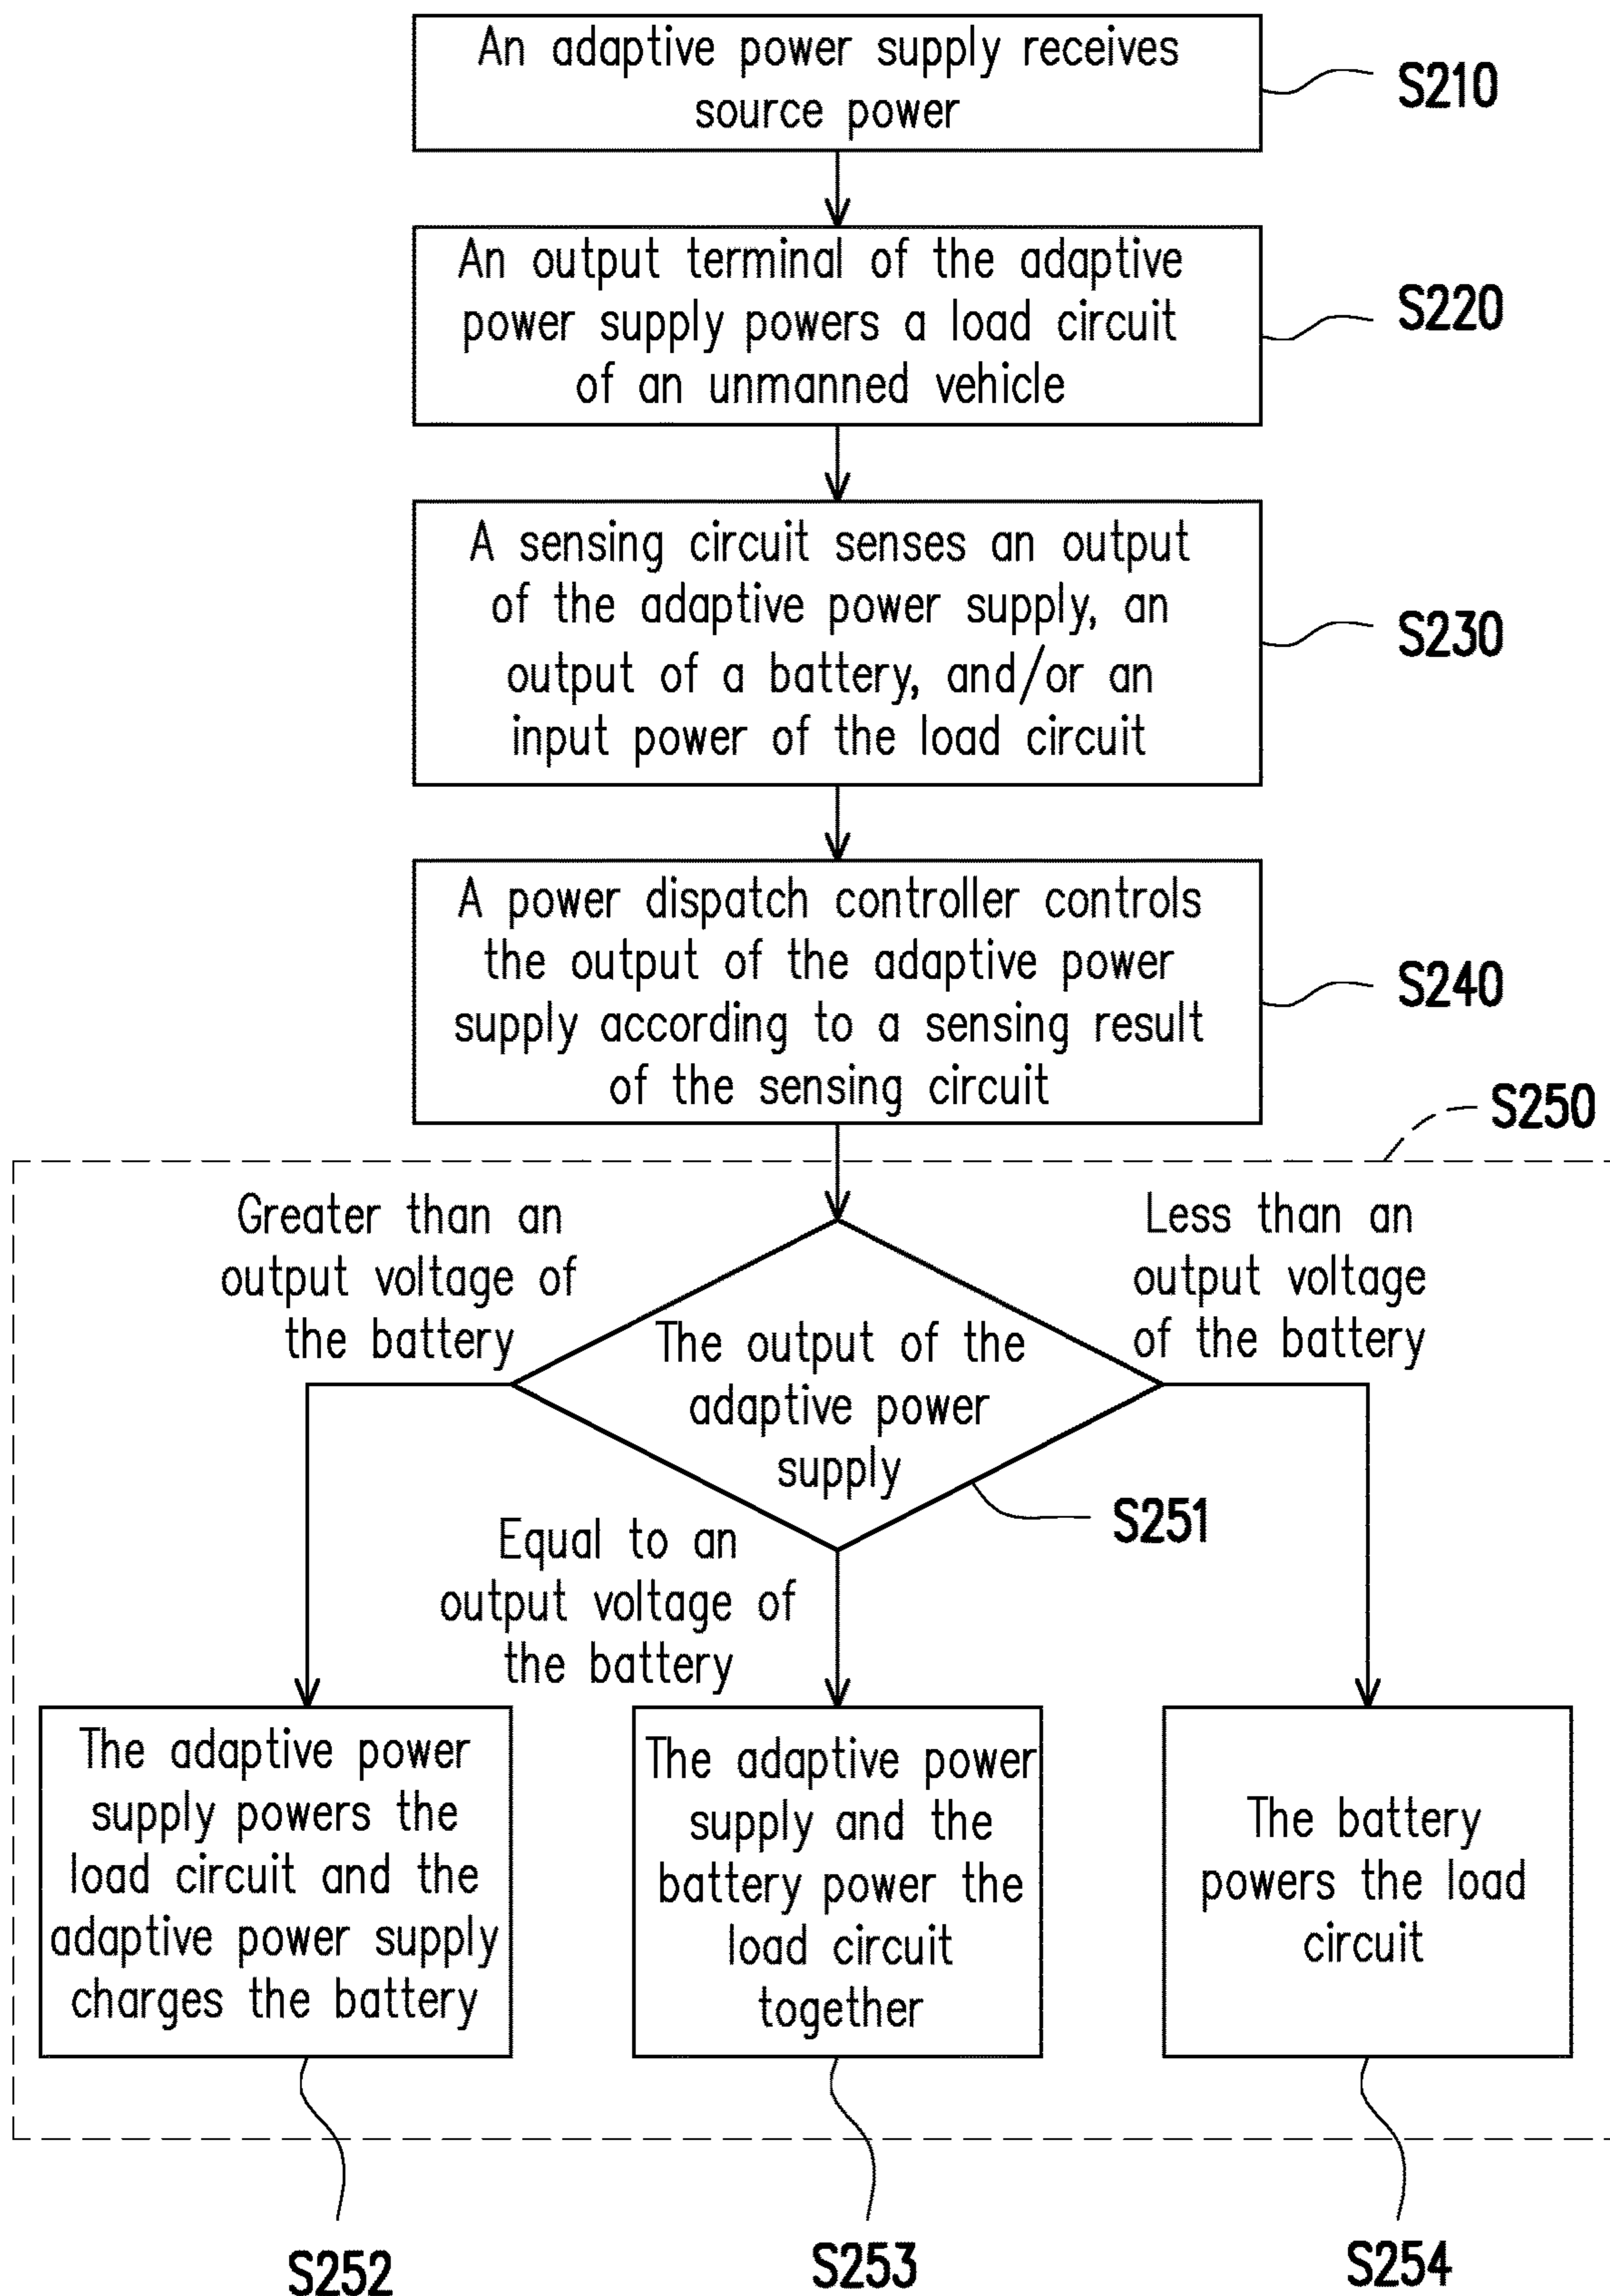 An adaptive power supply receives
source power
S210
An output terminal of the adaptive
power supply powers a load circuit
of an unmanned vehicle
S220
A sensing circuit senses an output
of the adaptive power supply, an
output of a battery, and/or an
input power of the load circuit
S230
A power dispatch controller controls
the output of the adaptive power
supply according to a sensing result
of the sensing circuit
S240
S250
Greater than an
output voltage of
the battery
Less than an
output voltage
of the battery
The output of the
adaptive power
supply
S251
Equal to an
output voltage of
the battery
The adaptive power
supply powers the
load circuit and the
adaptive power supply
charges the battery
The adaptive power
supply and the
battery power the
load circuit
together
The battery
powers the load
circuit
S252
S253
S254